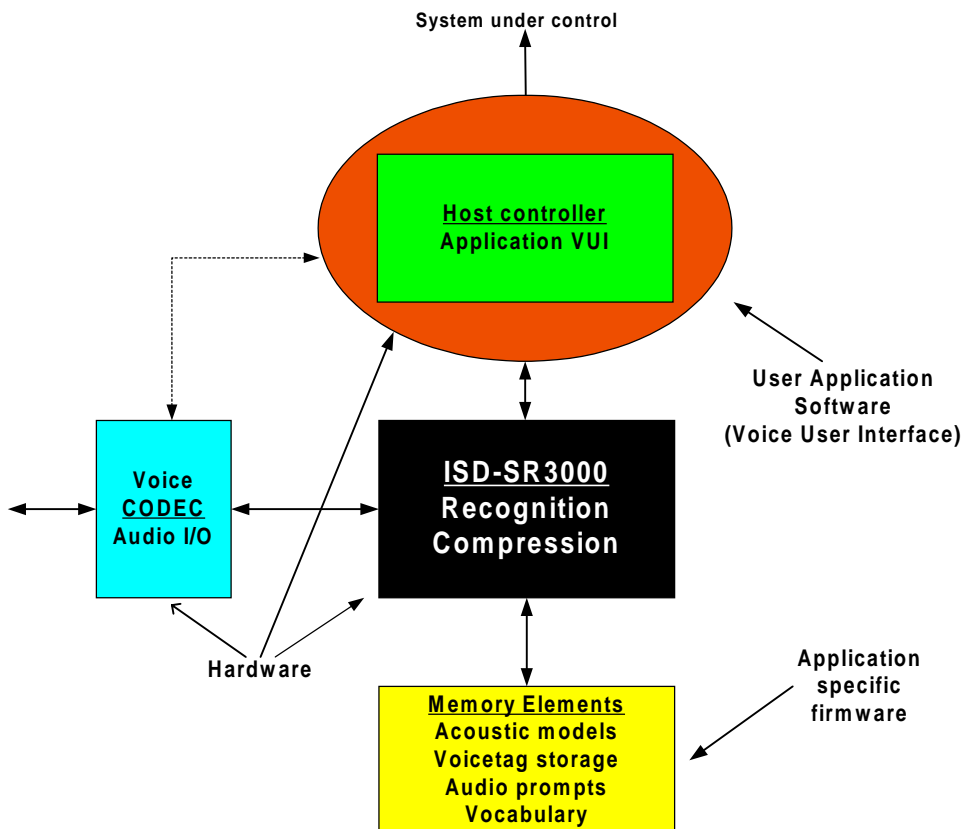 System under control
Host controller
Application VUI
User Application
Software
(Voice User Interface)
Voice
CODEC
Audio I/O
ISD-SR3000
Recognition
Compression
Hardware
Application
specific
firmware
Memory Elements
Acoustic models
Voicetag storage
Audio prompts
Vocabulary